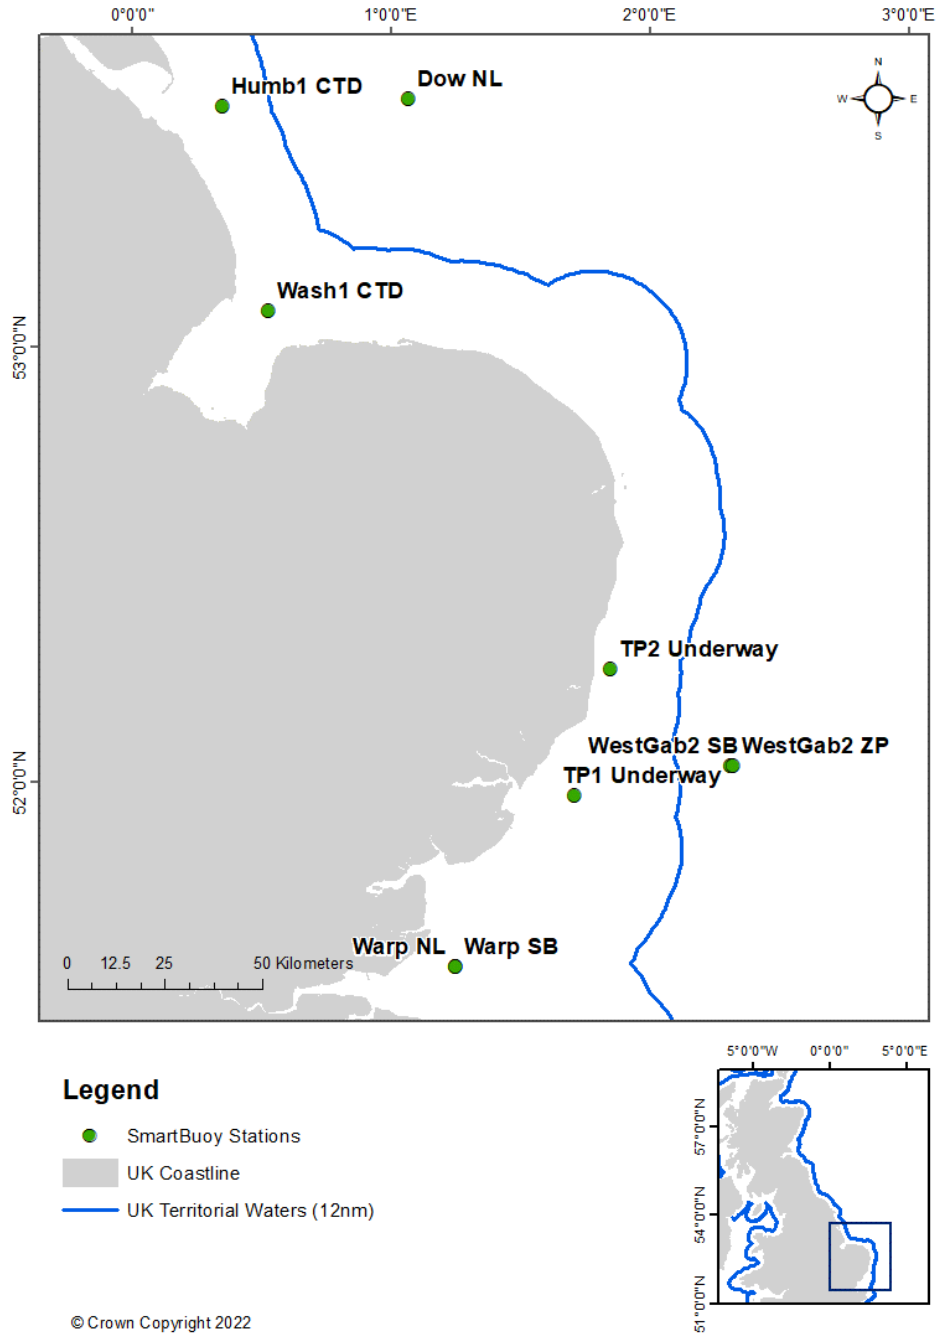 0°0'0" 1°0'0"E 2°0'0"E 3°0'0"E
Humb1 CTD
Dow NL
N
W E
S
Wash1 CTD
53°0'0"N
TP2 Underway
WestGab2 SB WestGab2 ZP
52°0'0"N
TP1 Underway
Warp NL Warp SB
0 12.5 25 50 Kilometers
Legend
SmartBuoy Stations
UK Coastline
UK Territorial Waters (12nm)
5°0'0"W 0°0'0" 5°0'0"E
57°0'0"N
54°0'0"N
51°0'0"N
© Crown Copyright 2022